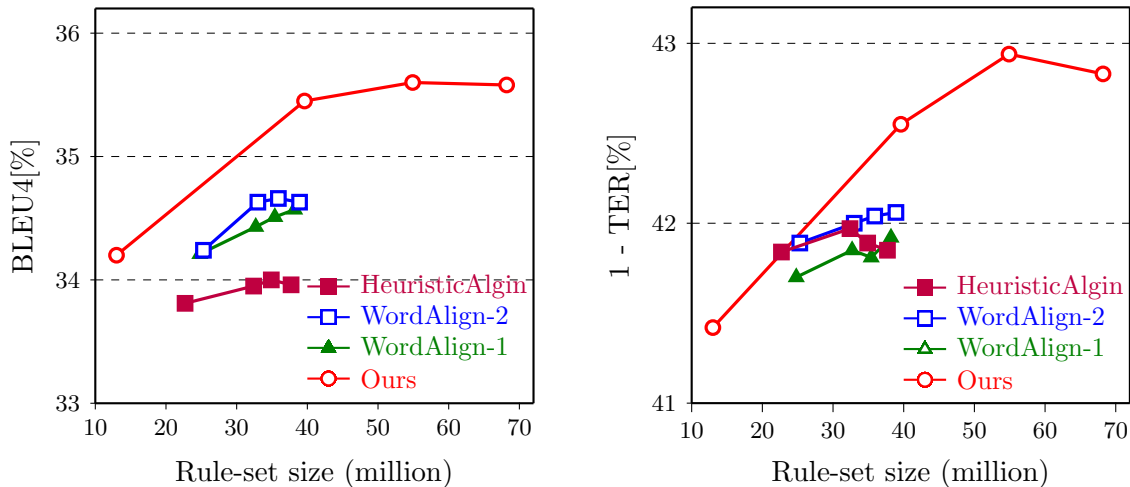 36
35
34
33
BLEU4[%]
HeuristicAlgin
WordAlign-2
WordAlign-1
Ours
10 20 30 40 50 60 70
Rule-set size (million)
43
42
41
1 - TER[%]
HeuristicAlgin
WordAlign-2
WordAlign-1
Ours
10 20 30 40 50 60 70
Rule-set size (million)